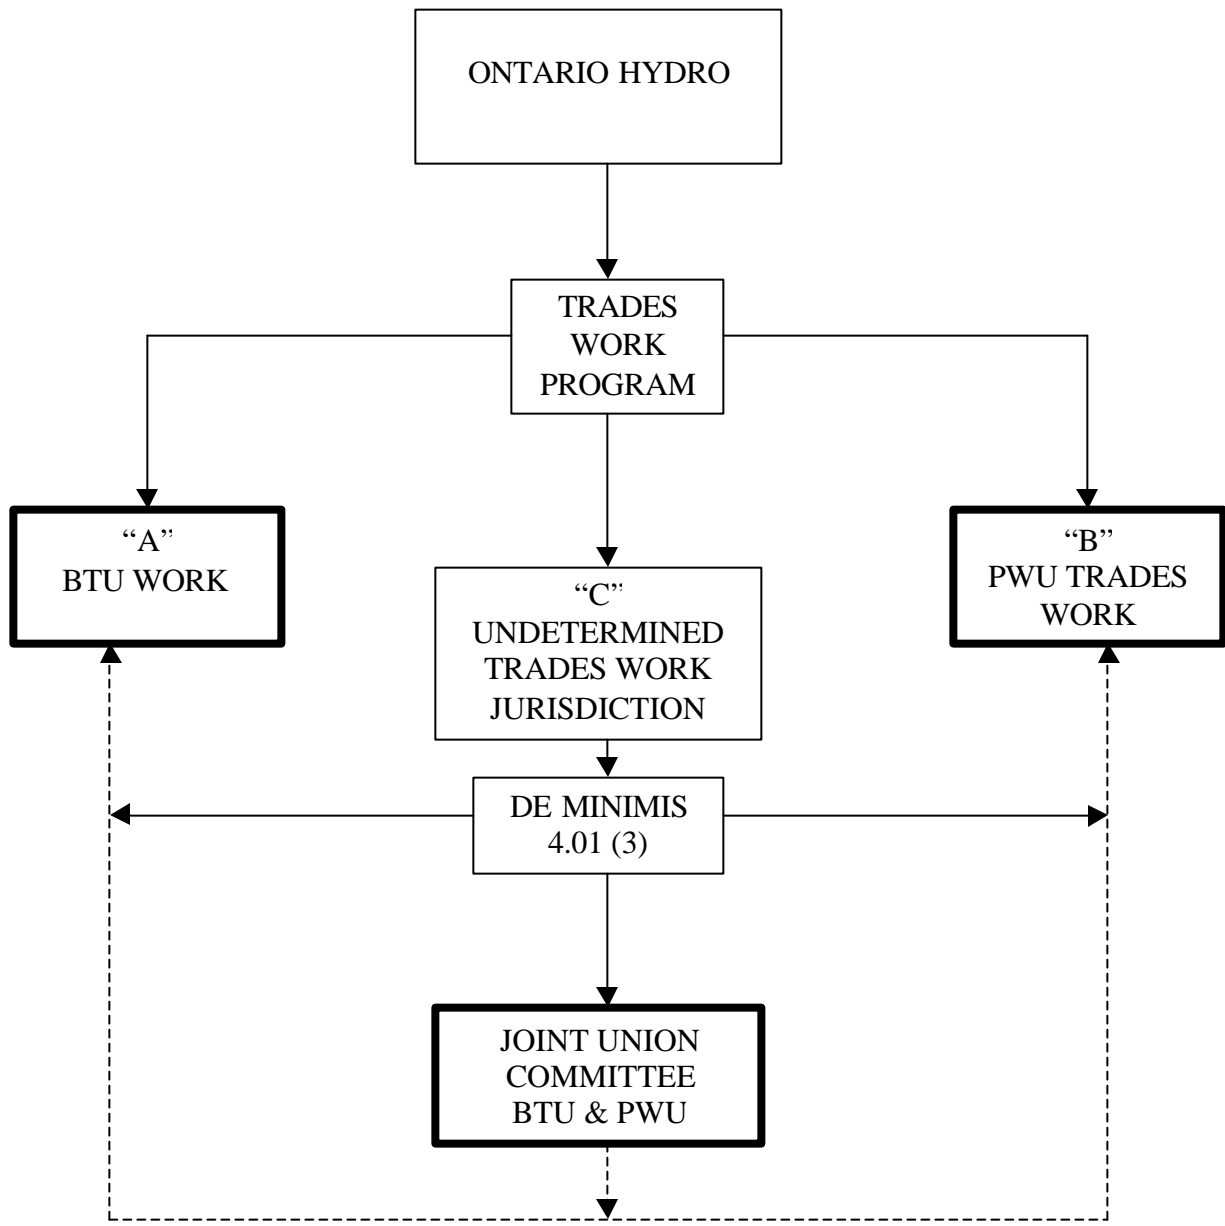 ONTARIO HYDRO
TRADES
WORK
PROGRAM
“A”
BTU WORK
“B”
PWU TRADES
WORK
“C”
UNDETERMINED
TRADES WORK
JURISDICTION
DE MINIMIS
4.01 (3)
JOINT UNION
COMMITTEE
BTU & PWU